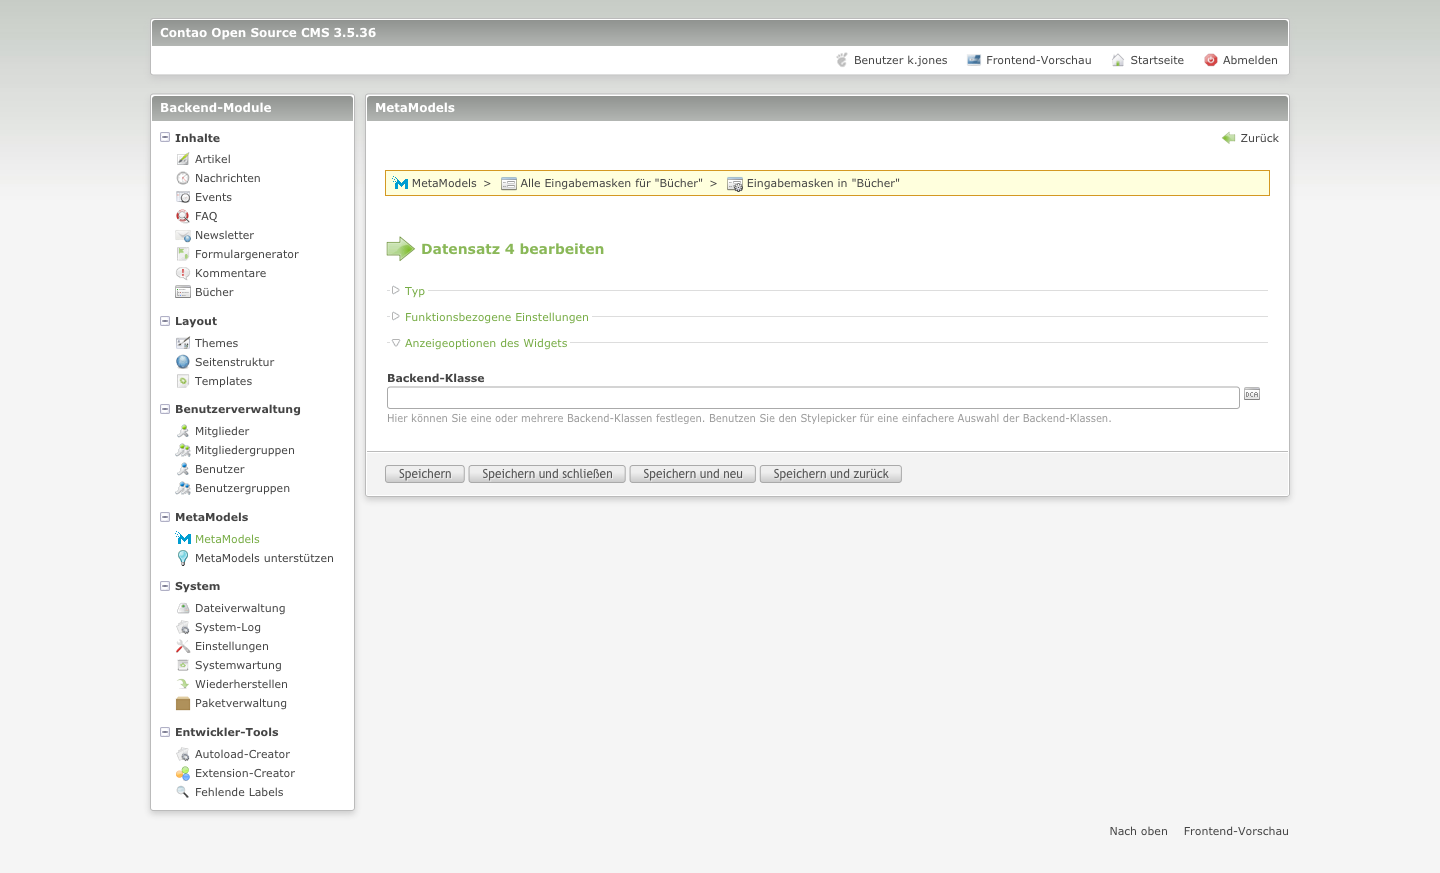 Contao Open Source CMS 3.5.36
Benutzer k.jones Frontend-Vorschau Startseite Abmelden
Backend-Module
Inhalte
Artikel
Nachrichten
Events
FAQ
Newsletter
Formulargenerator
Kommentare
Bücher
Layout
Themes
Seitenstruktur
Templates
Benutzerverwaltung
Mitglieder
Mitgliedergruppen
Benutzer
Benutzergruppen
MetaModels
MetaModels
MetaModels unterstützen
System
Dateiverwaltung
System-Log
Einstellungen
Systemwartung
Wiederherstellen
Paketverwaltung
Entwickler-Tools
Autoload-Creator
Extension-Creator
Fehlende Labels
MetaModels
Zurück
MetaModels > Alle Eingabemasken für "Bücher" > Eingabemasken in "Bücher"
Datensatz 4 bearbeiten
Typ
Funktionsbezogene Einstellungen
Anzeigeoptionen des Widgets
Backend-Klasse
DCA
Hier können Sie eine oder mehrere Backend-Klassen festlegen. Benutzen Sie den Stylepicker für eine einfachere Auswahl der Backend-Klassen.
Speichern Speichern und schließen Speichern und neu Speichern und zurück
Nach oben Frontend-Vorschau